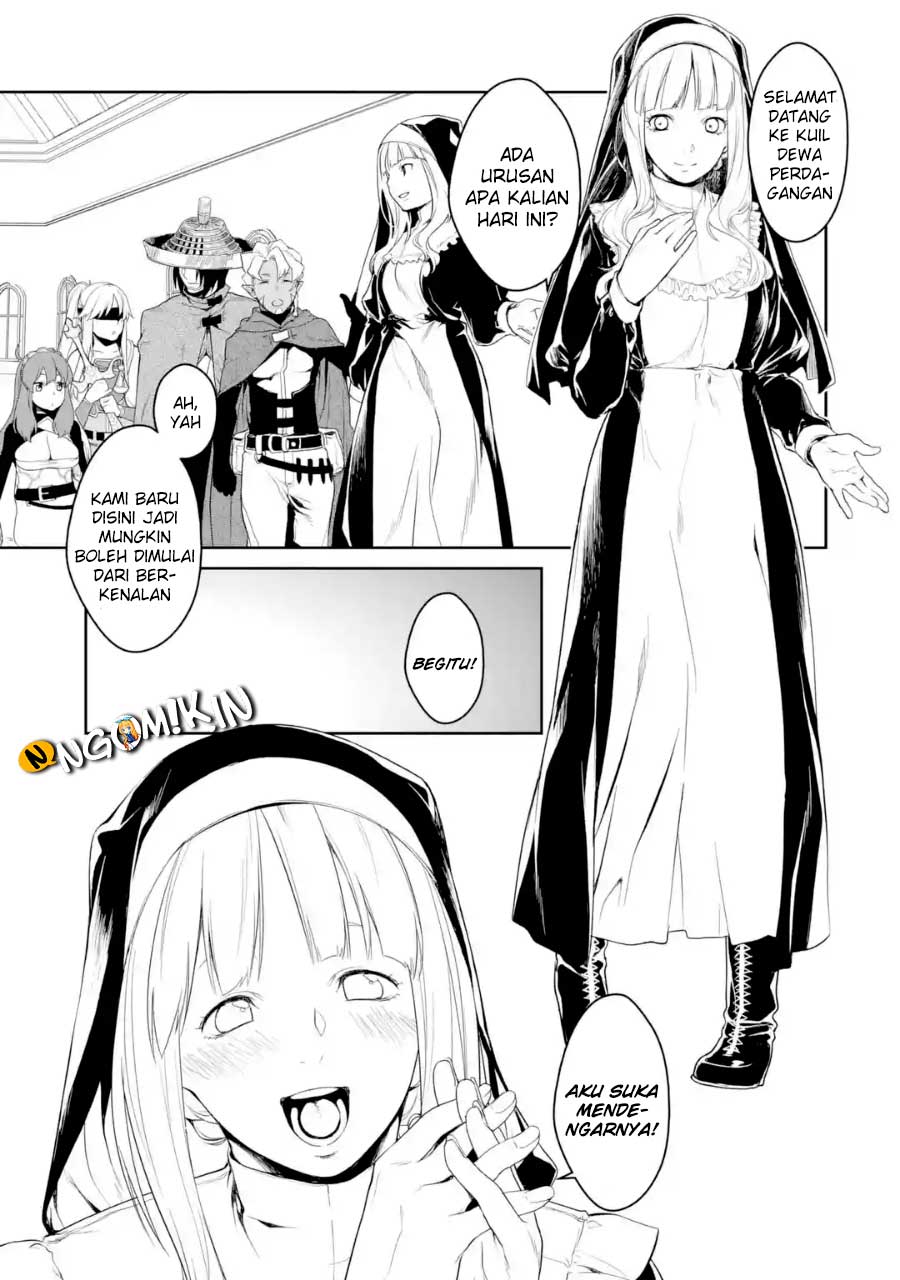 SELAMAT
DATANG
KE KUIL
DEWA
PERDA-
GANGAN
ADA
URUSAN
APA KALIAN
HARI INI?
AH,
YAH
KAMI BARU
DISINI JADI
MUNGKIN
BOLEH DIMULAI
DARI BER-
KENALAN
BEGITU!
N NGOMIKIN
AKU SUKA
MENDE-
NGARNYA!